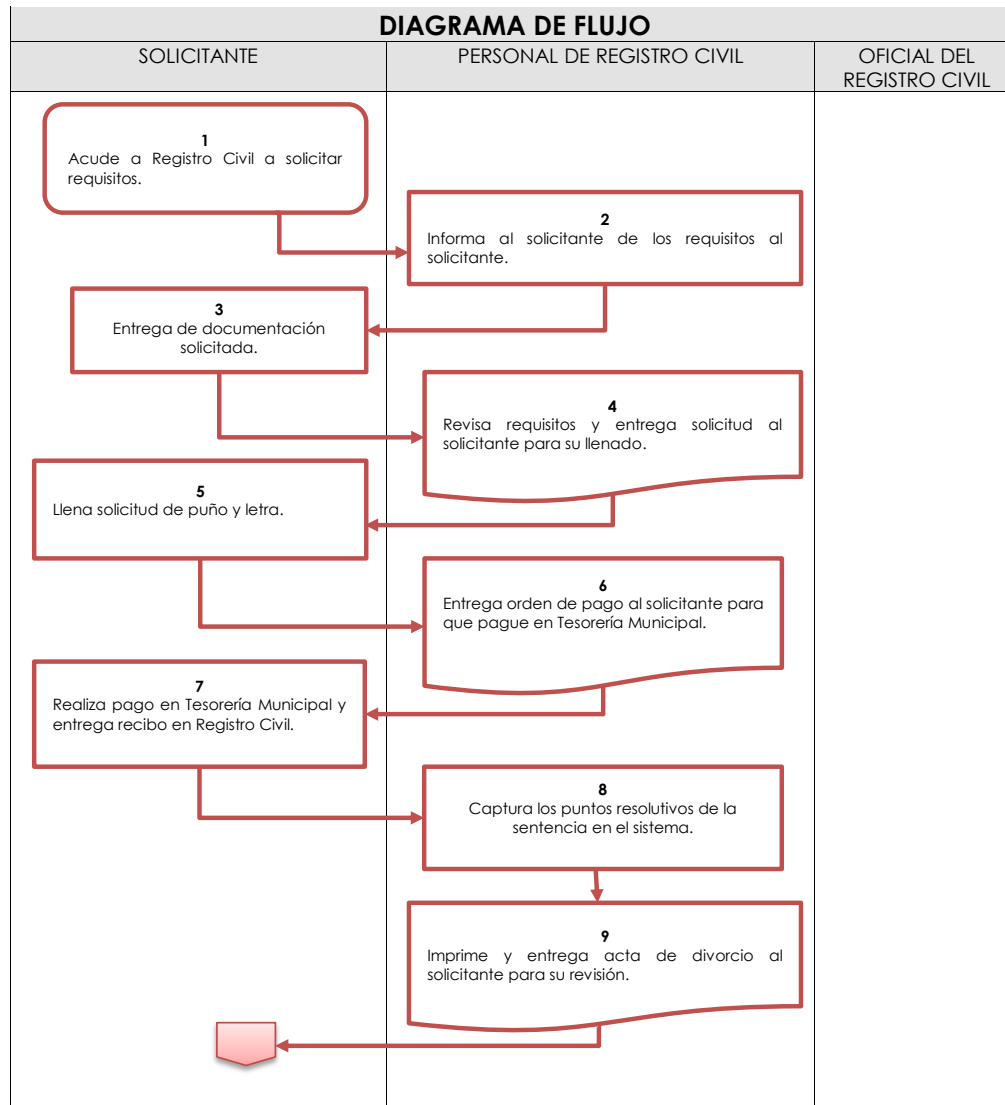 DIAGRAMA DE FLUJO
SOLICITANTE
PERSONAL DE REGISTRO CIVIL
OFICIAL DEL
REGISTRO CIVIL
1
Acude a Registro Civil a solicitar
requisitos.
2
Informa al solicitante de los requisitos al
solicitante.
3
Entrega de documentación
solicitada.
4
Revisa requisitos y entrega solicitud al
solicitante para su llenado.
5
Llena solicitud de puño y letra.
6
Entrega orden de pago al solicitante para
que pague en Tesorería Municipal.
7
Realiza pago en Tesorería Municipal y
entrega recibo en Registro Civil.
8
Captura los puntos resolutivos de la
sentencia en el sistema.
9
Imprime y entrega acta de divorcio al
solicitante para su revisión.